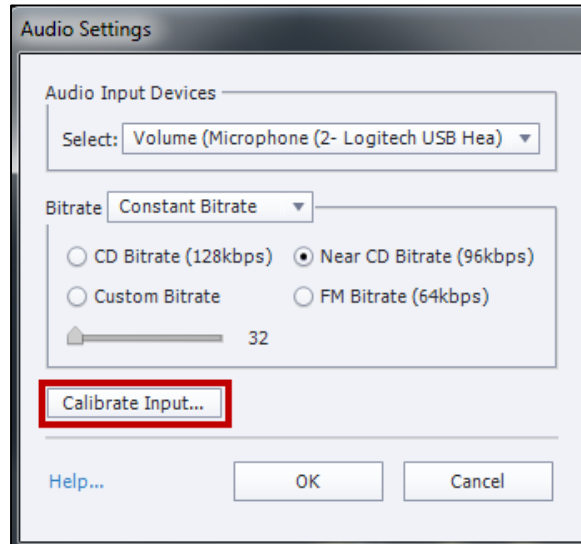 Audio Settings
Audio Input Devices
Select: Volume (Microphone (2- Logitech USB Hea)
Bitrate Constant Bitrate
CD Bitrate (128kbps) Near CD Bitrate (96kbps)
Custom Bitrate FM Bitrate (64kbps)
32
Calibrate Input...
Help... OK Cancel